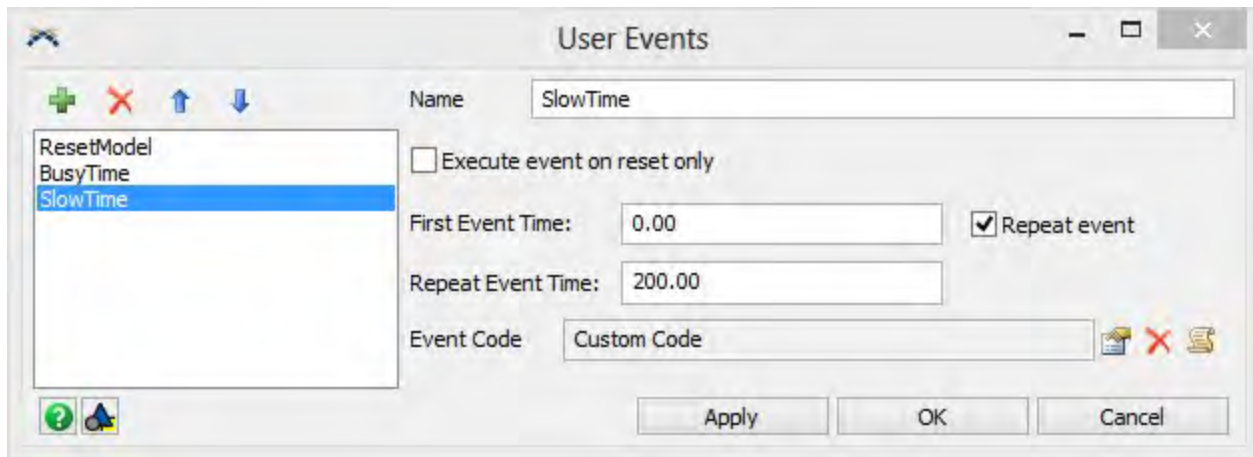 User Events
Name SlowTime
ResetModel
BusyTime
SlowTime
Execute event on reset only
First Event Time: 0.00 Repeat event
Repeat Event Time: 200.00
Event Code Custom Code
Apply OK Cancel